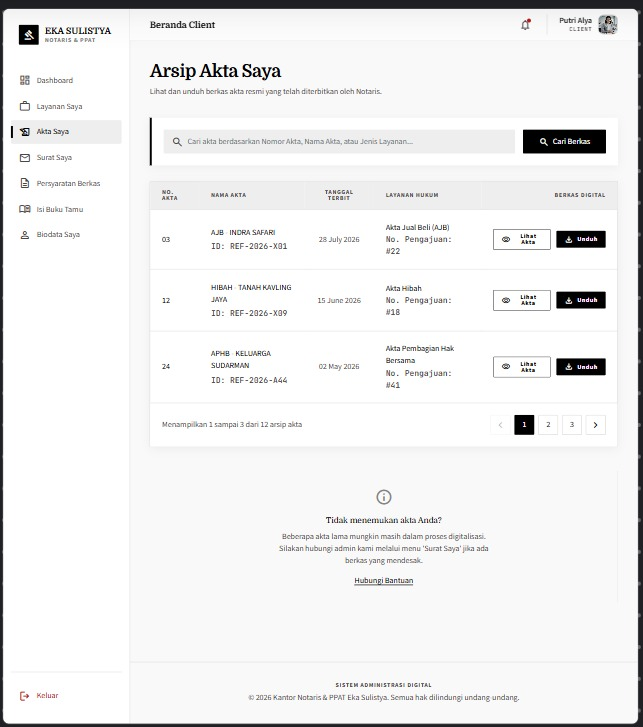 EKA SULISTYA
NOTARIS & PPAT
Dashboard
Layanan Saya
Akta Saya
Surat Saya
Persyaratan Berkas
Isi Buku Tamu
Biodata Saya
Keluar
Beranda Client
Putri Alya
CLIENT
Arsip Akta Saya
Lihat dan unduh berkas akta resmi yang telah diterbitkan oleh Notaris.
Cari akta berdasarkan Nomor Akta, Nama Akta, atau Jenis Layanan...
Cari Berkas
NO. AKTA
NAMA AKTA
TANGGAL TERBIT
LAYANAN HUKUM
BERKAS DIGITAL
03
AJB - INDRA SAFARI
ID: REF-2026-X01
28 July 2026
Akta Jual Beli (AJB)
No. Pengajuan:
#22
Lihat Akta
Unduh
12
HIBAH - TANAH KAVLING
JAYA
ID: REF-2026-X09
15 June 2026
Akta Hibah
No. Pengajuan:
#18
Lihat Akta
Unduh
24
APHB - KELUARGA
SUDARMAN
ID: REF-2026-A44
02 May 2026
Akta Pembagian Hak
Bersama
No. Pengajuan:
#41
Lihat Akta
Unduh
Menampilkan 1 sampai 3 dari 12 arsip akta
1 2 3
Tidak menemukan akta Anda?
Beberapa akta lama mungkin masih dalam proses digitalisasi.
Silakan hubungi admin kami melalui menu 'Surat Saya' jika ada
berkas yang mendesak.
Hubungi Bantuan
SISTEM ADMINISTRASI DIGITAL
© 2026 Kantor Notaris & PPAT Eka Sulistya. Semua hak dilindungi undang-undang.